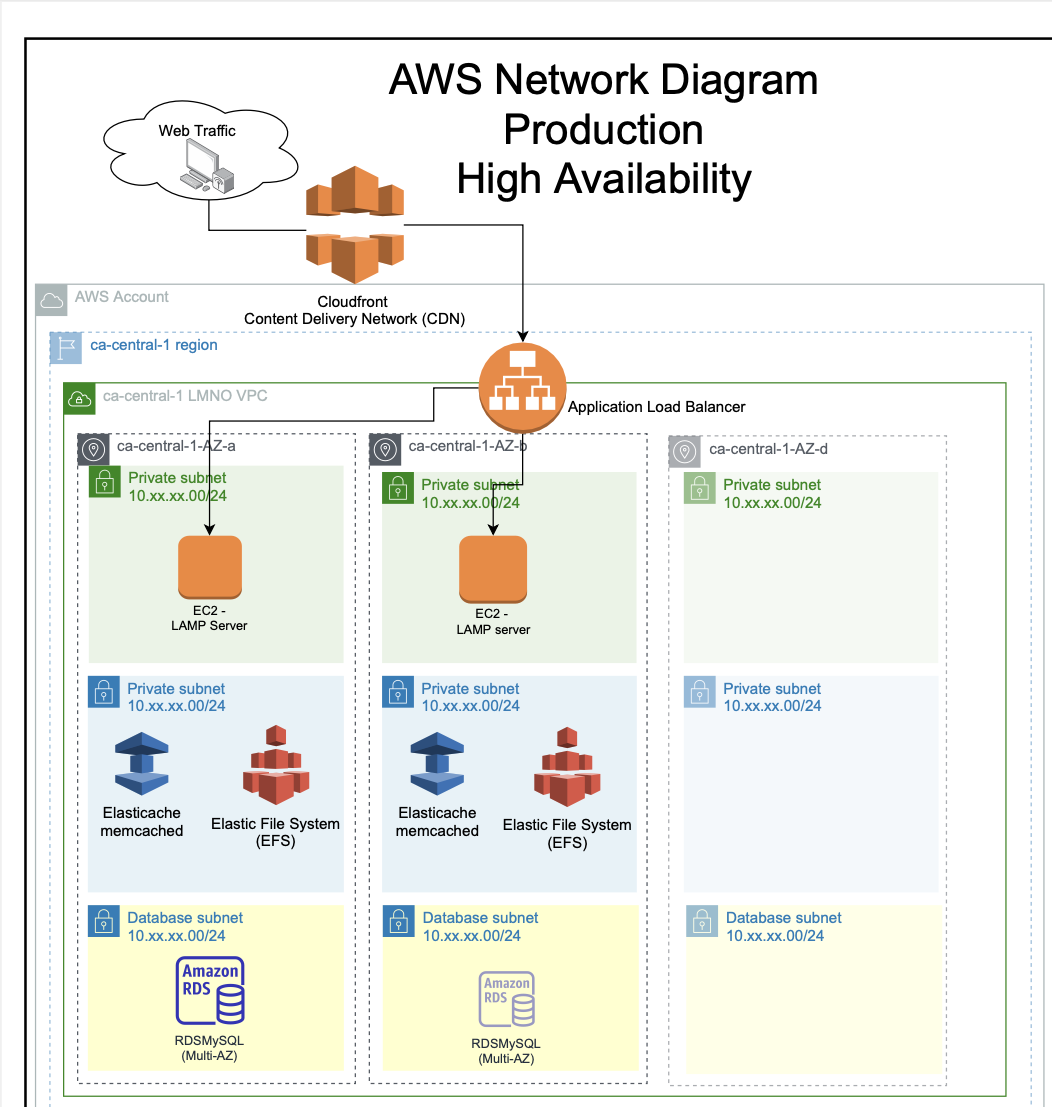 AWS Network Diagram
Production
High Availability
Web Traffic
Cloudfront
Content Delivery Network (CDN)
AWS Account
ca-central-1 region
ca-central-1 LMNO VPC
Application Load Balancer
ca-central-1-AZ-a
Private subnet
10.xx.xx.00/24
EC2 -
LAMP Server
Private subnet
10.xx.xx.00/24
Elasticache
memcached
Elastic File System
(EFS)
Database subnet
10.xx.xx.00/24
Amazon
RDS
RDSMySQL
(Multi-AZ)
ca-central-1-AZ-b
Private subnet
10.xx.xx.00/24
EC2 -
LAMP server
Private subnet
10.xx.xx.00/24
Elasticache
memcached
Elastic File System
(EFS)
Database subnet
10.xx.xx.00/24
Amazon
RDS
RDSMySQL
(Multi-AZ)
ca-central-1-AZ-d
Private subnet
10.xx.xx.00/24
Private subnet
10.xx.xx.00/24
Database subnet
10.xx.xx.00/24